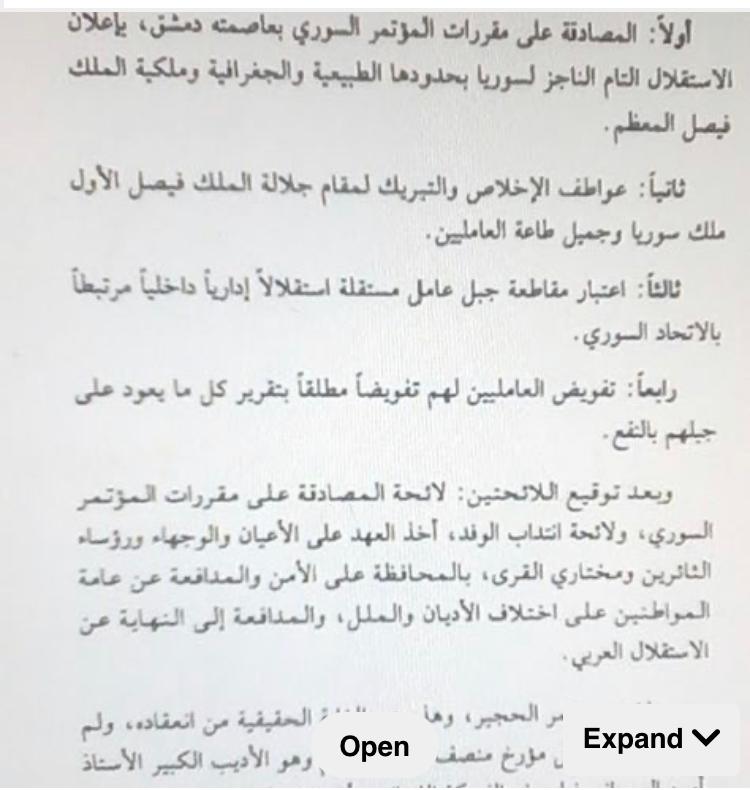 أولاً: المصادقة على مقررات المؤتمر السوري بعاصمته دمشق، بإعلان
الاستقلال التام الناجز لسوريا بحدودها الطبيعية والجغرافية وملكية الملك
فيصل المعظم.
ثانياً: عواطف الإخلاص والتبريك لمقام جلالة الملك فيصل الأول
ملك سوريا وجميل طاعة العامليين.
ثالثاً: اعتبار مقاطعة جبل عامل مستقلة استقلالاً إدارياً داخلياً مرتبطاً
بالاتحاد السوري.
رابعاً: تفويض العامليين لهم تفويضاً مطلقاً بتقرير كل ما يعود على
جبلهم بالنفع.
وبعد توقيع اللائحتين: لائحة المصادقة على مقررات المؤتمر
السوري، ولائحة انتداب الوفد، أخذ العهد على الأعيان والوجهاء ورؤساء
الثائرين ومختاري القرى، بالمحافظة على الأمن والمدافعة عن عامة
المواطنين على اختلاف الأديان والملل، والمدافعة إلى النهاية عن
الاستقلال العربي.
الحجير، الحقيقية من انعقاده، ولم
مؤرخ منصف وهو الأديب الكبير الأستاذ
Open
Expand